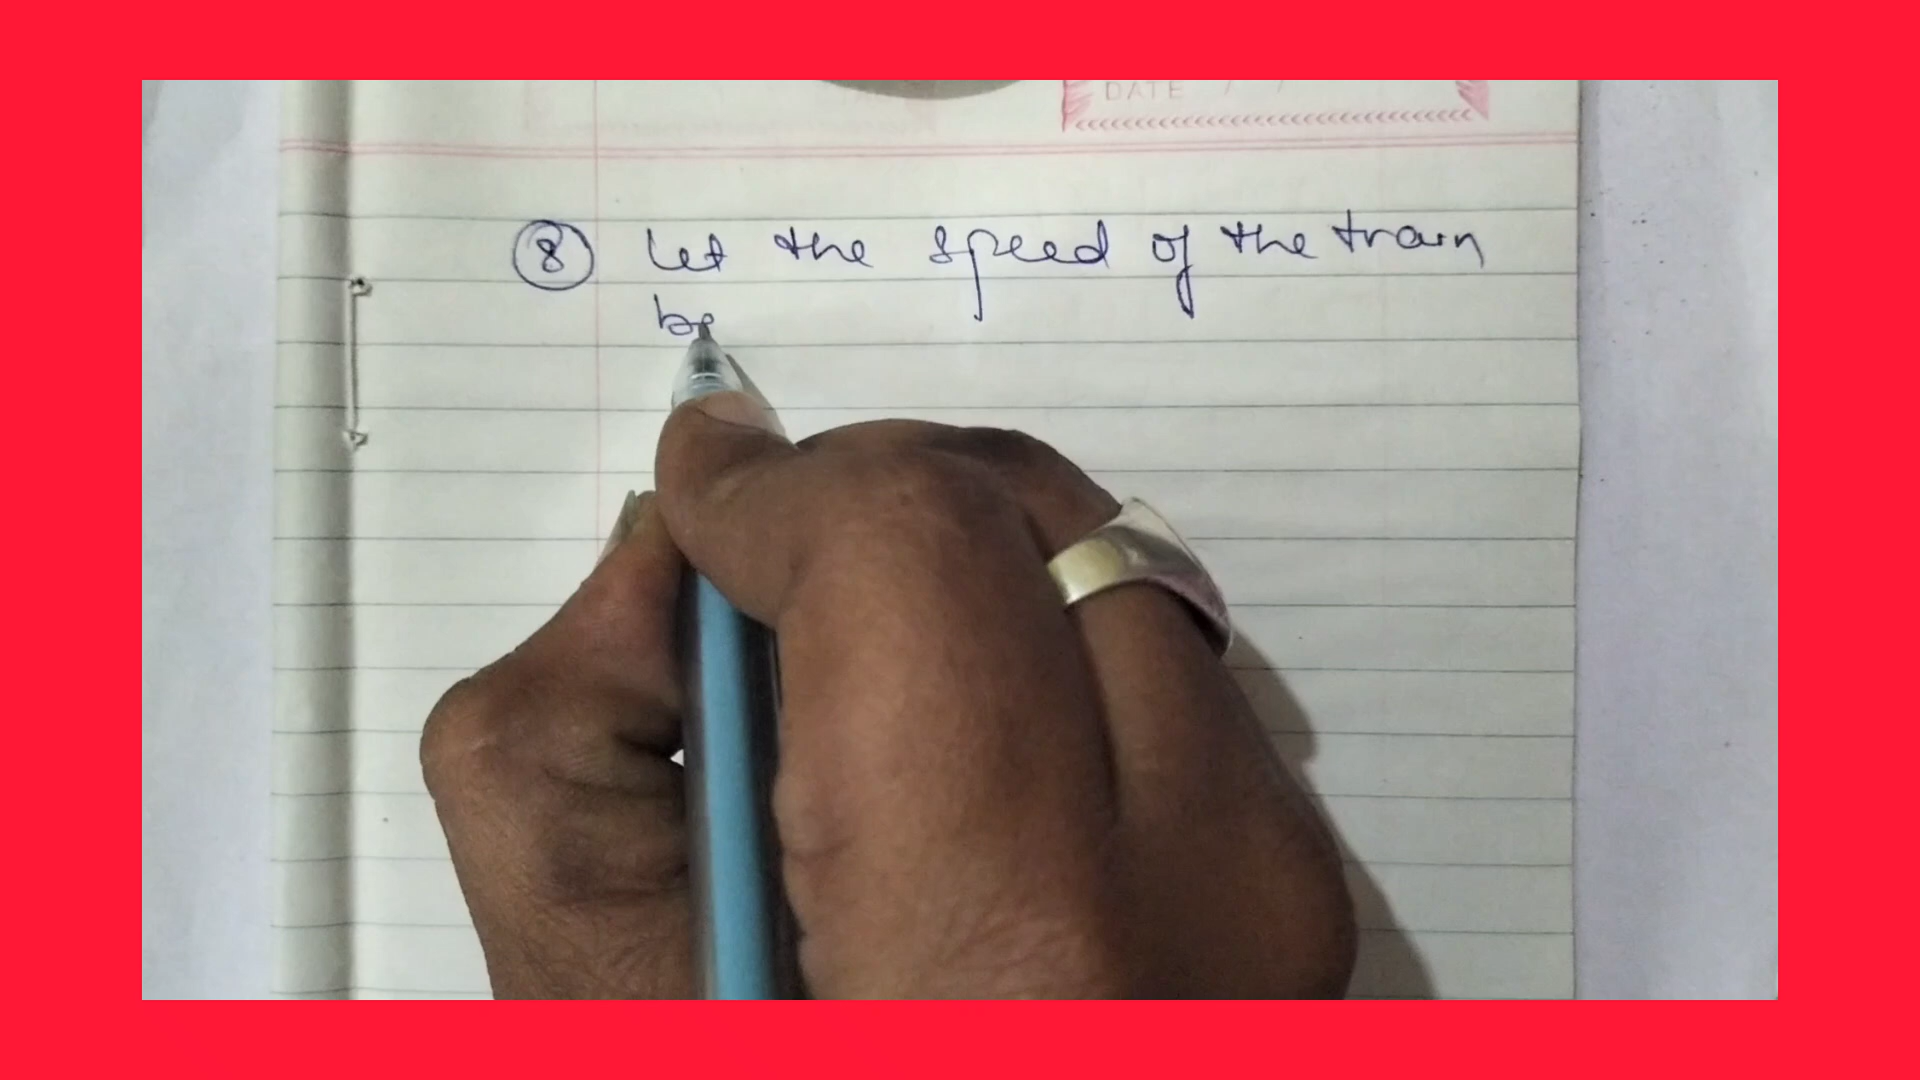 DATE / /
8 Let the speed of the train
be